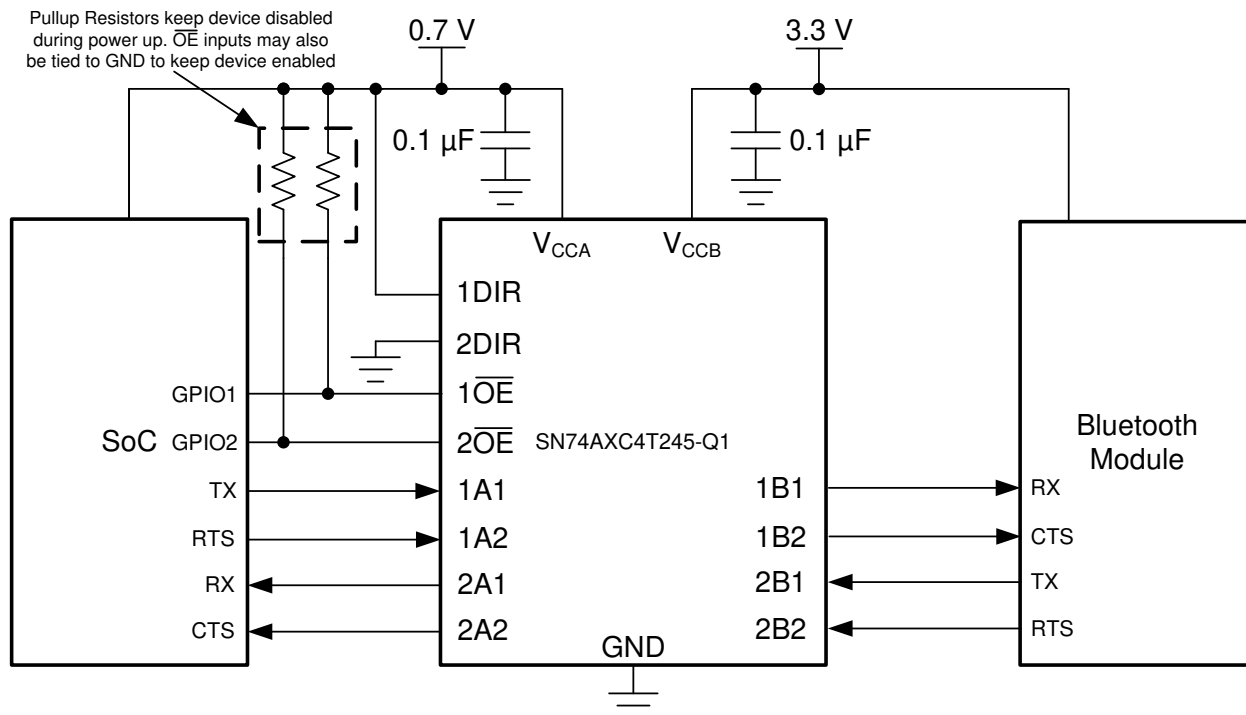 Pullup Resistors keep device disabled
during power up. O̅E̅ inputs may also
be tied to GND to keep device enabled
0.7 V
3.3 V
0.1 µF
0.1 µF
VCCA
VCCB
1DIR
2DIR
1O̅E̅
2O̅E̅
SN74AXC4T245-Q1
1A1
1A2
2A1
2A2
1B1
1B2
2B1
2B2
GND
SoC
GPIO1
GPIO2
TX
RTS
RX
CTS
Bluetooth
Module
RX
CTS
TX
RTS